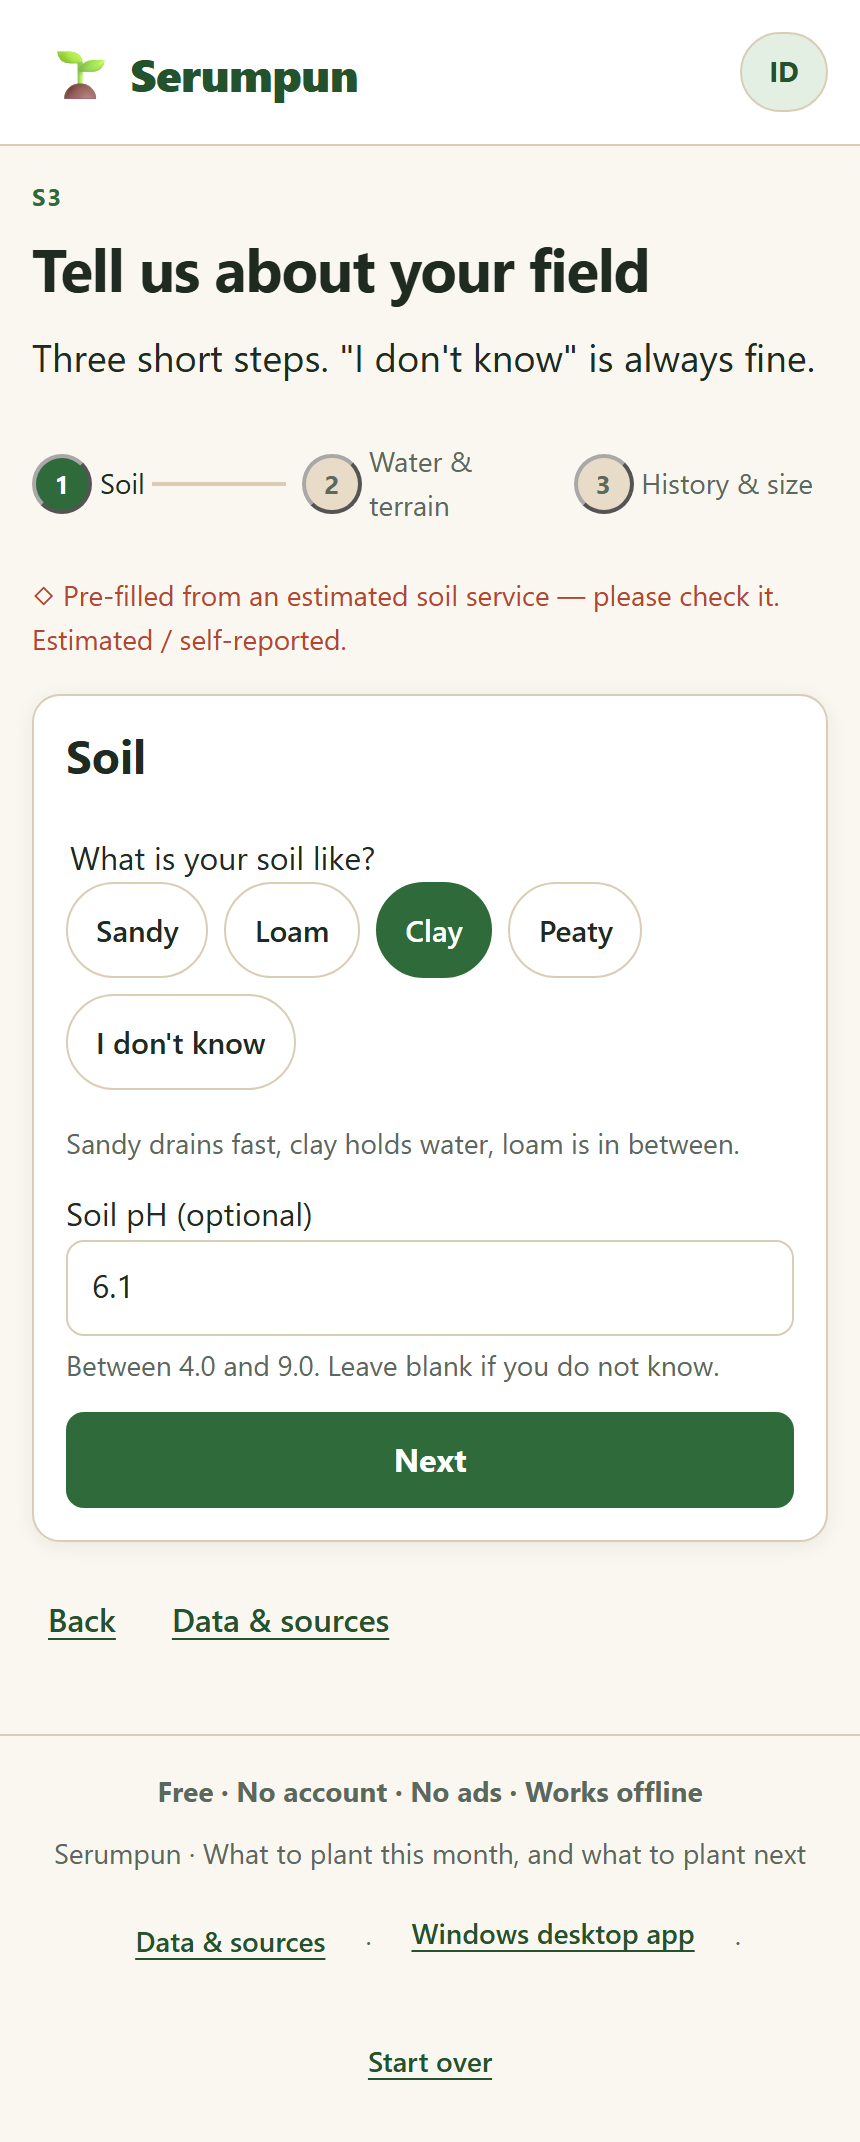 Serumpun
ID
S3
Tell us about your field
Three short steps. "I don't know" is always fine.
1 Soil
2 Water &
terrain
3 History & size
◇ Pre-filled from an estimated soil service — please check it.
Estimated / self-reported.
Soil
What is your soil like?
Sandy Loam Clay Peaty
I don't know
Sandy drains fast, clay holds water, loam is in between.
Soil pH (optional)
6.1
Between 4.0 and 9.0. Leave blank if you do not know.
Next
Back Data & sources
Free · No account · No ads · Works offline
Serumpun · What to plant this month, and what to plant next
Data & sources · Windows desktop app ·
Start over